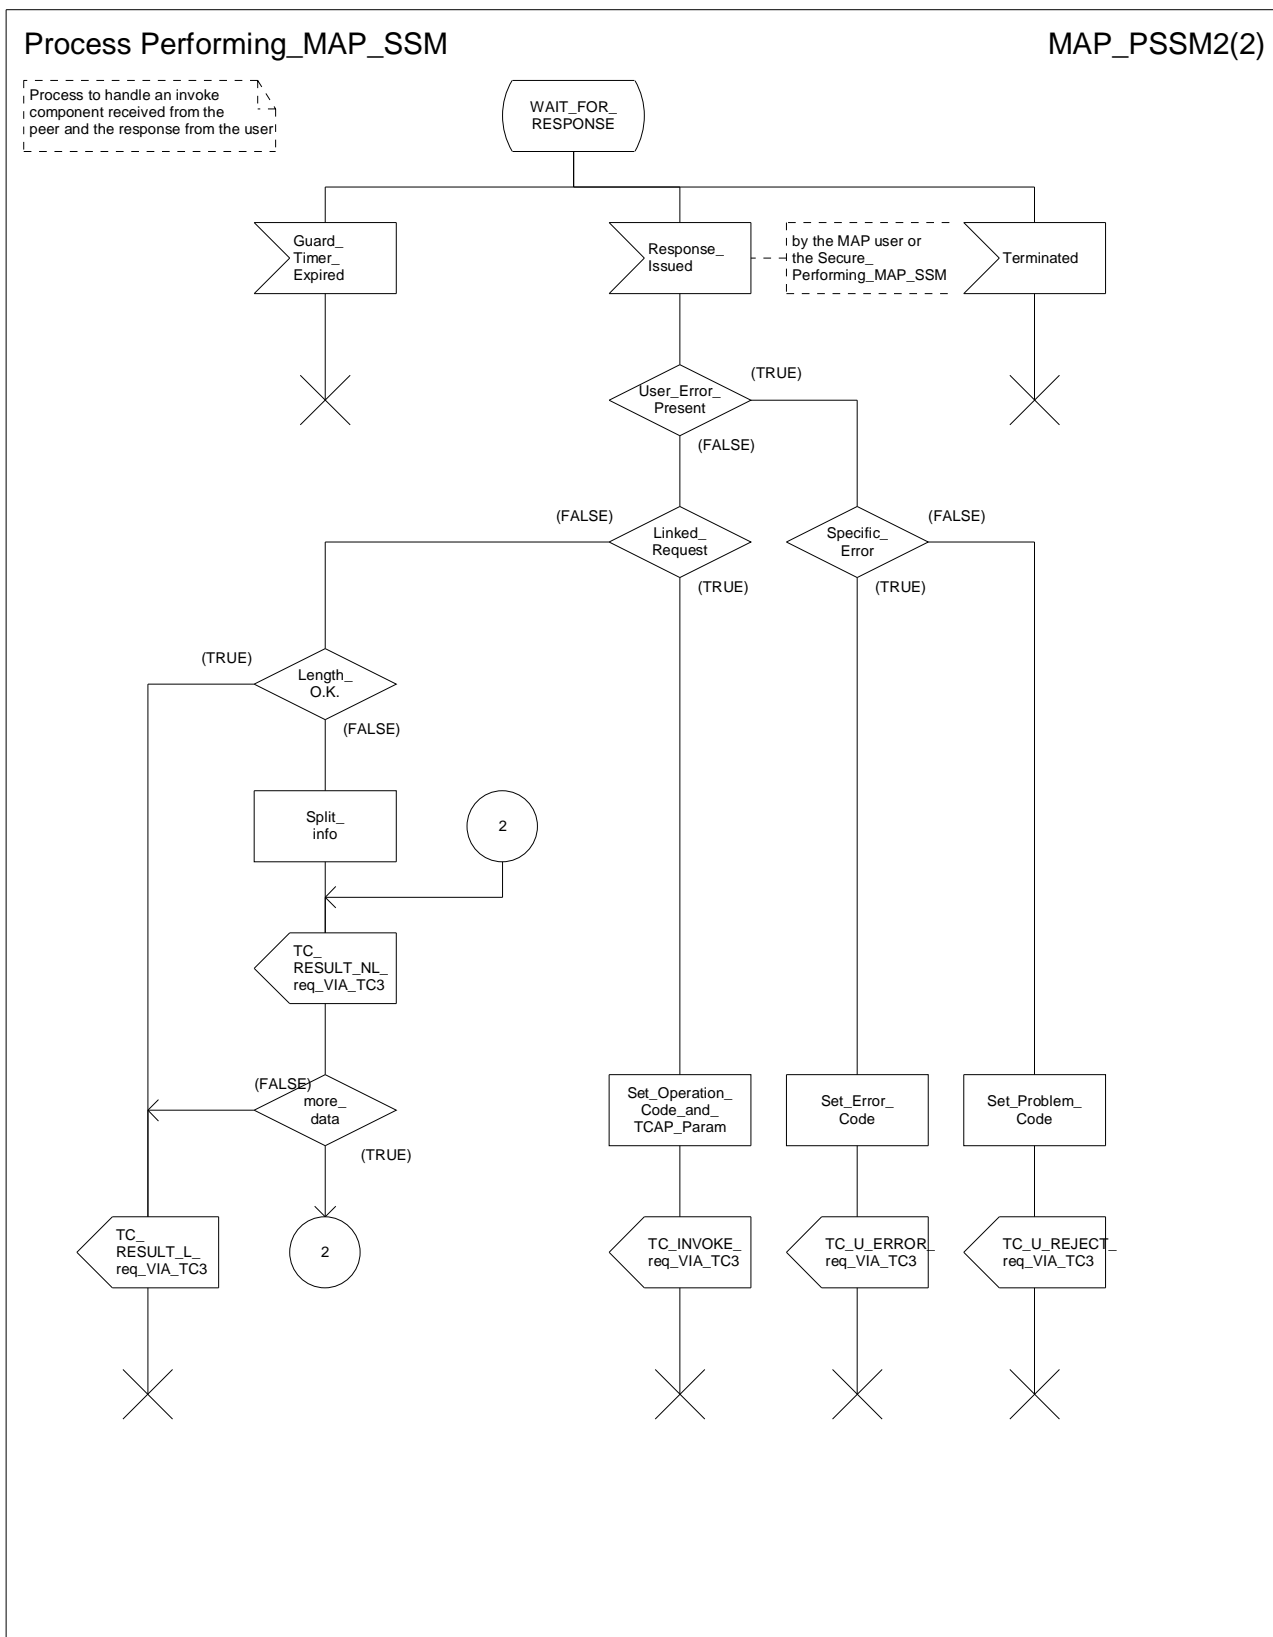 Process Performing_MAP_SSM
MAP_PSSM2(2)
Process to handle an invoke
component received from the
peer and the response from the user
WAIT_FOR_
RESPONSE
Guard_
Timer_
Expired
Response_
Issued
by the MAP user or
the Secure_
Performing_MAP_SSM
Terminated
User_Error_
Present
(TRUE)
(FALSE)
(FALSE)
Linked_
Request
(TRUE)
Specific_
Error
(FALSE)
(TRUE)
(TRUE)
Length_
O.K.
(FALSE)
Split_
info
2
TC_
RESULT_NL_
req_VIA_TC3
(FALSE)
more_
data
(TRUE)
Set_Operation_
Code_and_
TCAP_Param
Set_Error_
Code
Set_Problem_
Code
TC_
RESULT_L_
req_VIA_TC3
2
TC_INVOKE_
req_VIA_TC3
TC_U_ERROR_
req_VIA_TC3
TC_U_REJECT_
req_VIA_TC3